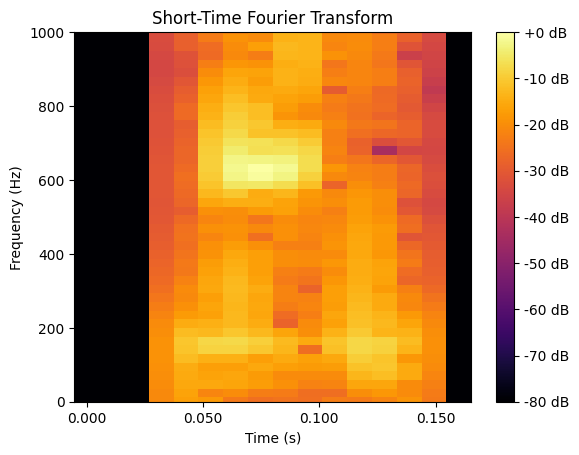 Short-Time Fourier Transform
Frequency (Hz)
1000
800
600
400
200
0
0.000 0.050 0.100 0.150
Time (s)
+0 dB
-10 dB
-20 dB
-30 dB
-40 dB
-50 dB
-60 dB
-70 dB
-80 dB